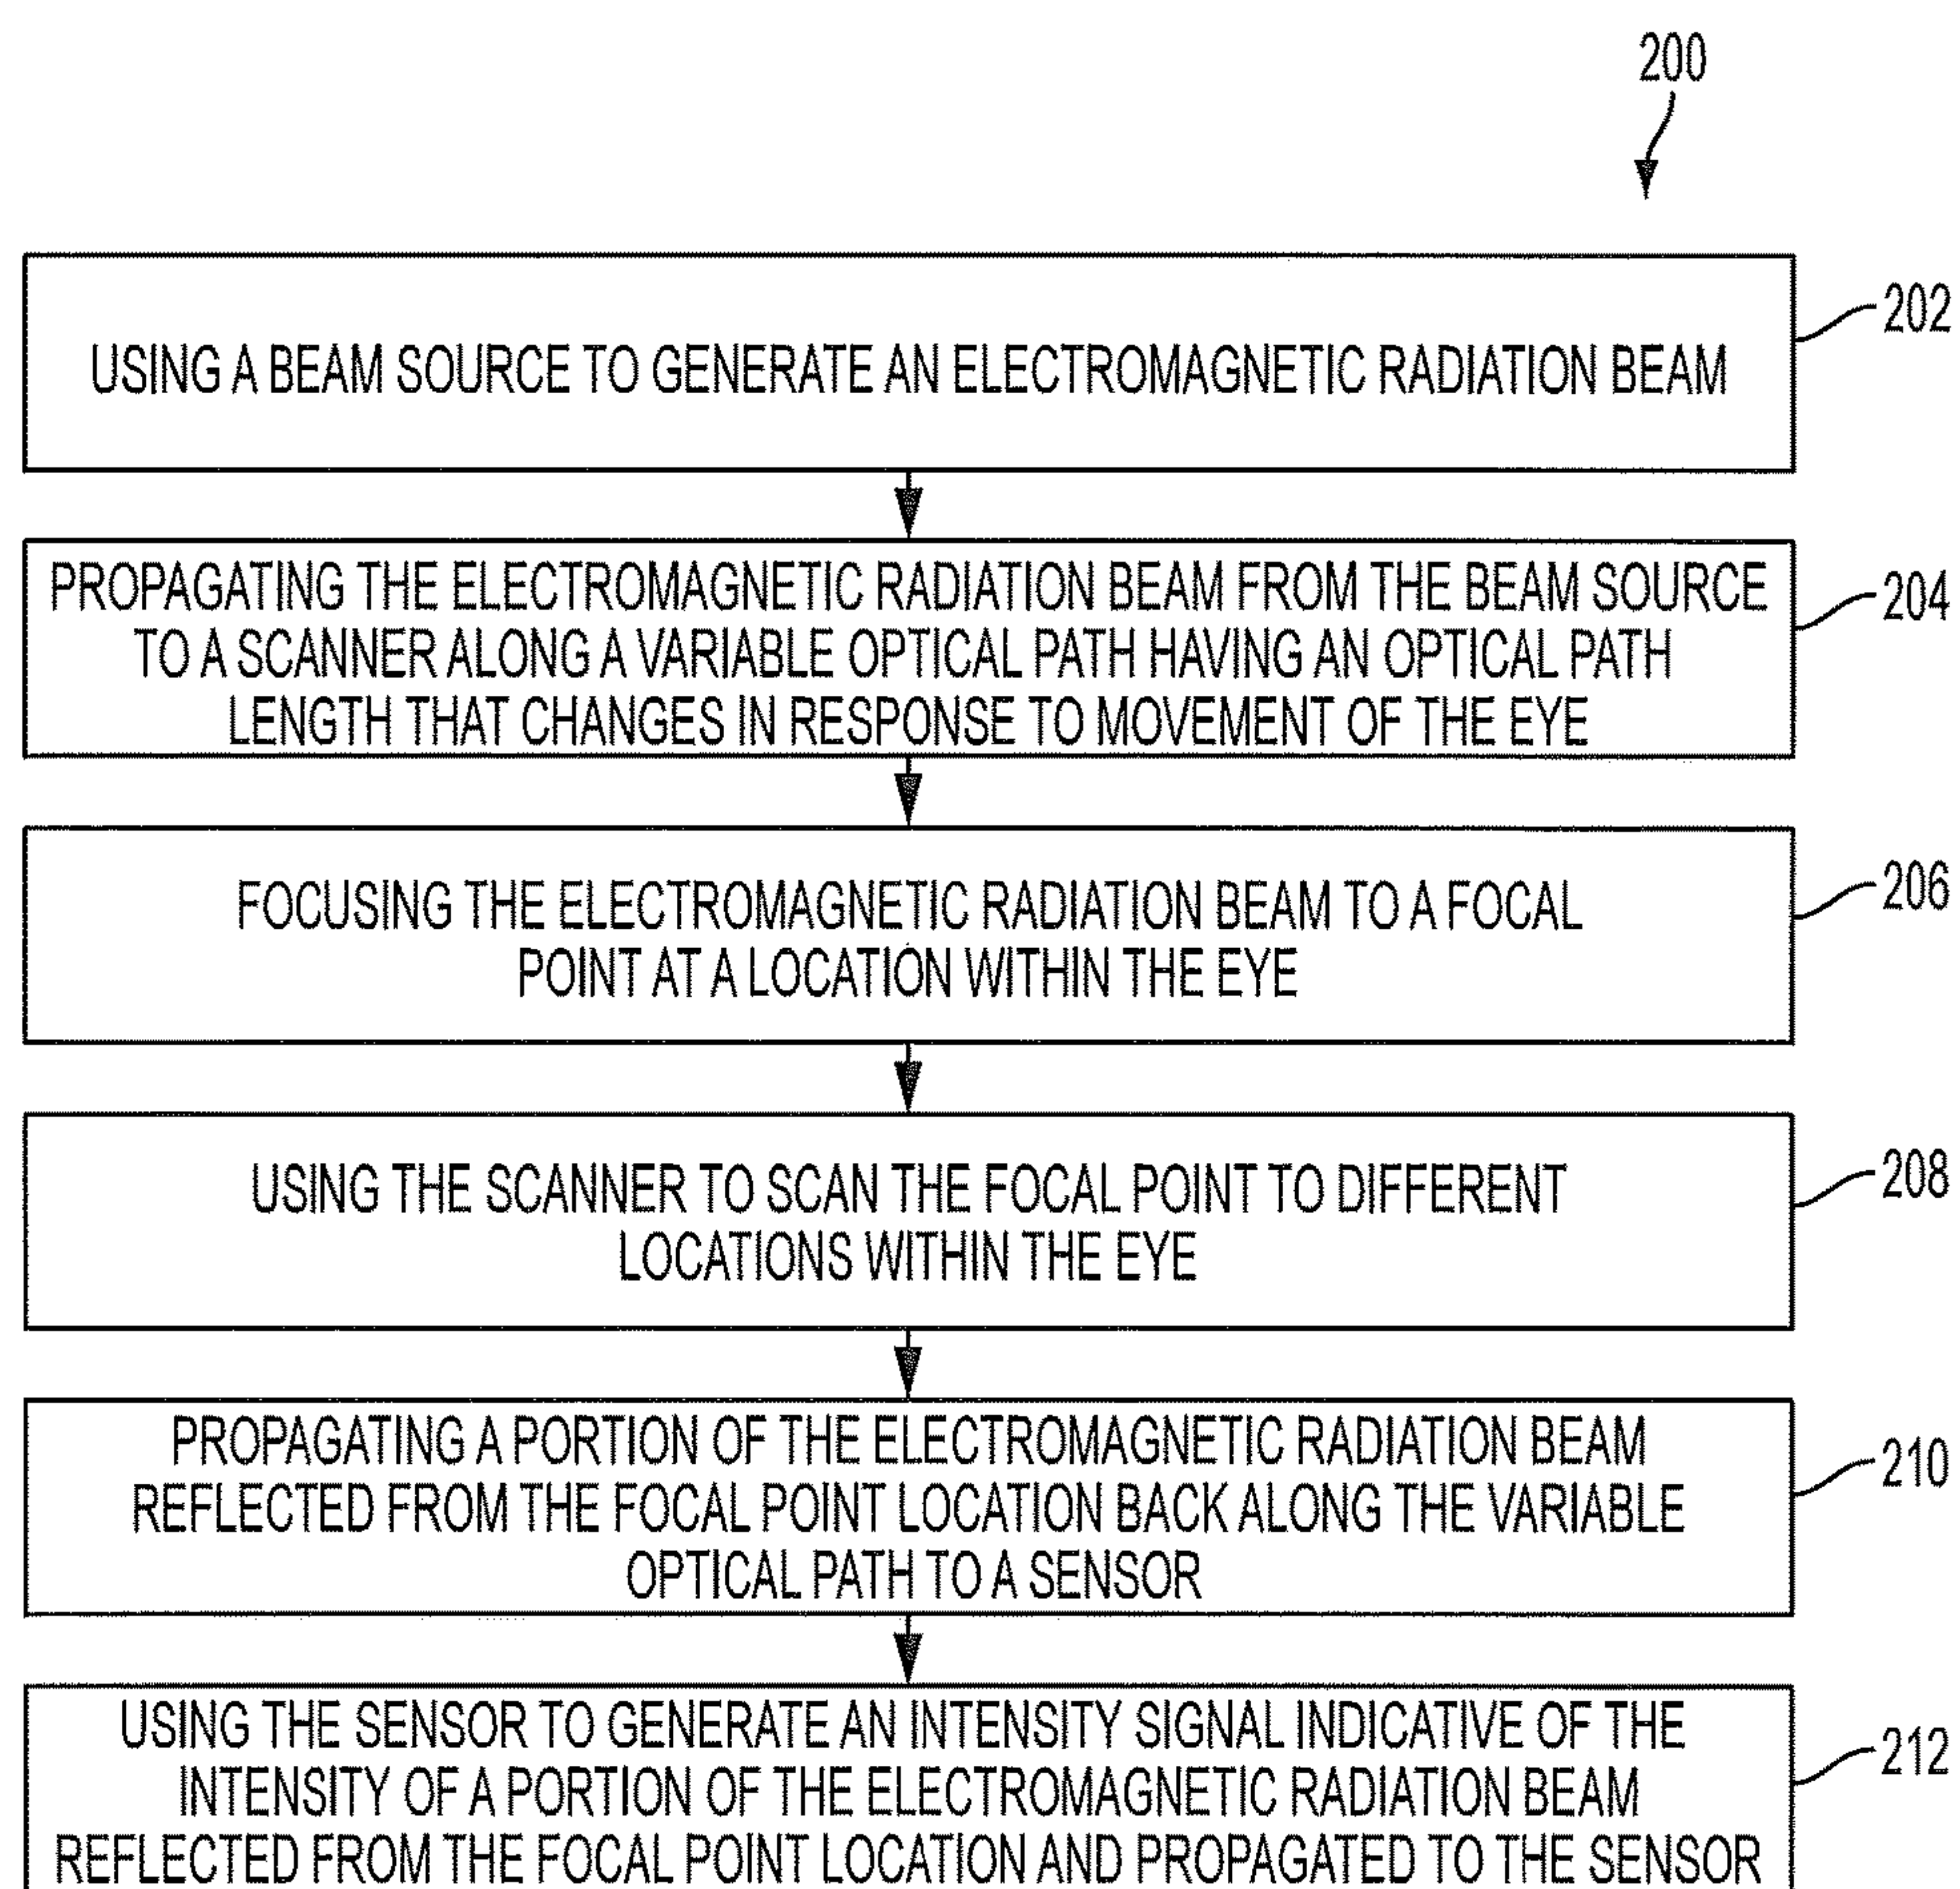 200
USING A BEAM SOURCE TO GENERATE AN ELECTROMAGNETIC RADIATION BEAM
202
PROPAGATING THE ELECTROMAGNETIC RADIATION BEAM FROM THE BEAM SOURCE
TO A SCANNER ALONG A VARIABLE OPTICAL PATH HAVING AN OPTICAL PATH
LENGTH THAT CHANGES IN RESPONSE TO MOVEMENT OF THE EYE
204
FOCUSING THE ELECTROMAGNETIC RADIATION BEAM TO A FOCAL
POINT AT A LOCATION WITHIN THE EYE
206
USING THE SCANNER TO SCAN THE FOCAL POINT TO DIFFERENT
LOCATIONS WITHIN THE EYE
208
PROPAGATING A PORTION OF THE ELECTROMAGNETIC RADIATION BEAM
REFLECTED FROM THE FOCAL POINT LOCATION BACK ALONG THE VARIABLE
OPTICAL PATH TO A SENSOR
210
USING THE SENSOR TO GENERATE AN INTENSITY SIGNAL INDICATIVE OF THE
INTENSITY OF A PORTION OF THE ELECTROMAGNETIC RADIATION BEAM
REFLECTED FROM THE FOCAL POINT LOCATION AND PROPAGATED TO THE SENSOR
212